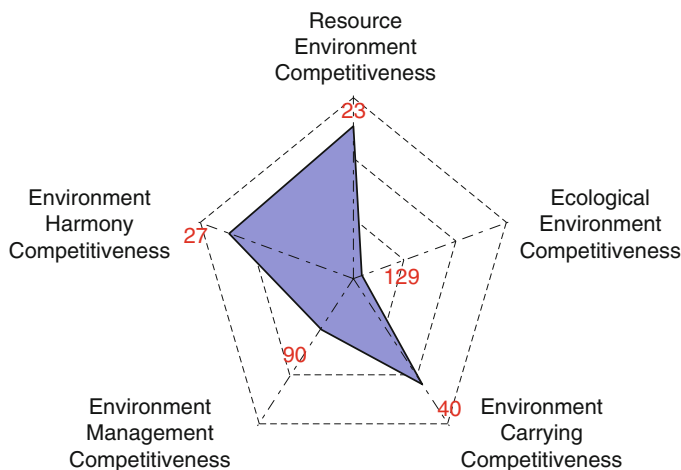 Resource
Environment
Competitiveness
23
Environment
Harmony
Competitiveness
27
Ecological
Environment
Competitiveness
129
90
40
Environment
Management
Competitiveness
Environment
Carrying
Competitiveness